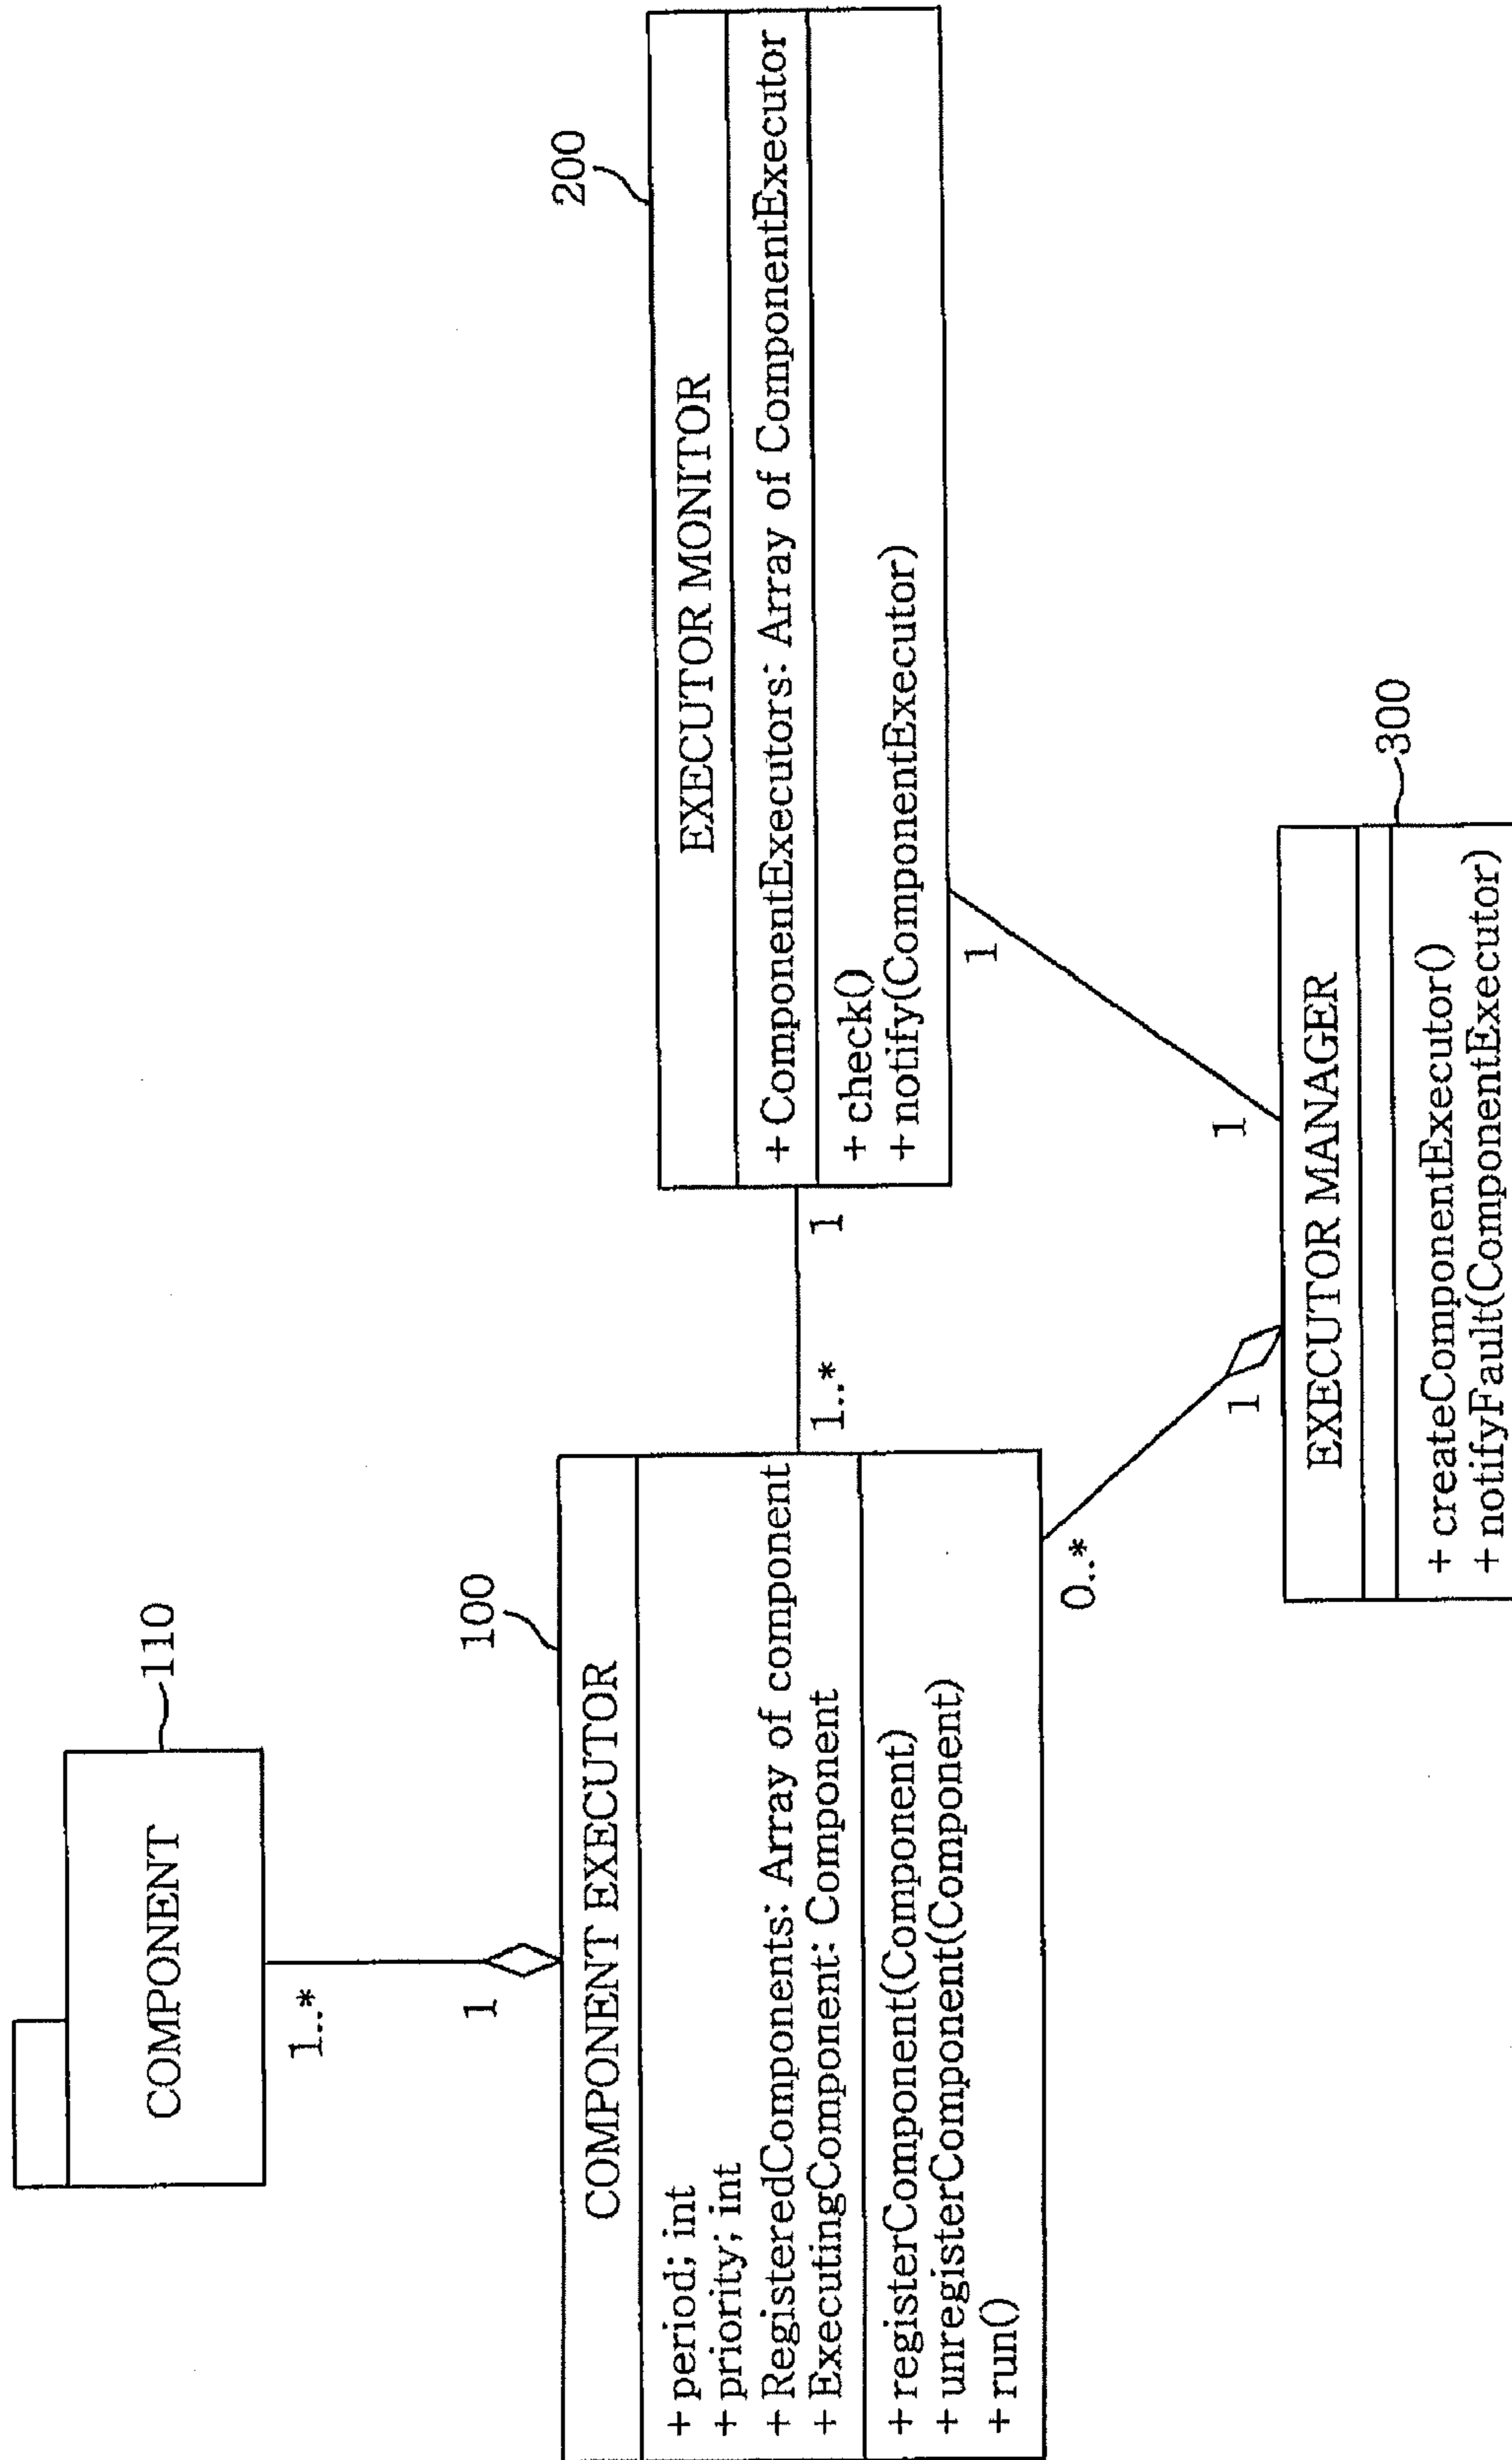 COMPONENT
110
1..*
1
100
COMPONENT EXECUTOR
+ period; int
+ priority; int
+ RegisteredComponents: Array of component
+ ExecutingComponent: Component
+ registerComponent(Component)
+ unregisterComponent(Component)
+ run()
1..*
1
200
EXECUTOR MONITOR
+ ComponentExecutors: Array of ComponentExecutor
+ check()
+ notify(ComponentExecutor)
0..*
1
1
1
EXECUTOR MANAGER
300
+ createComponentExecutor()
+ notifyFault(ComponentExecutor)